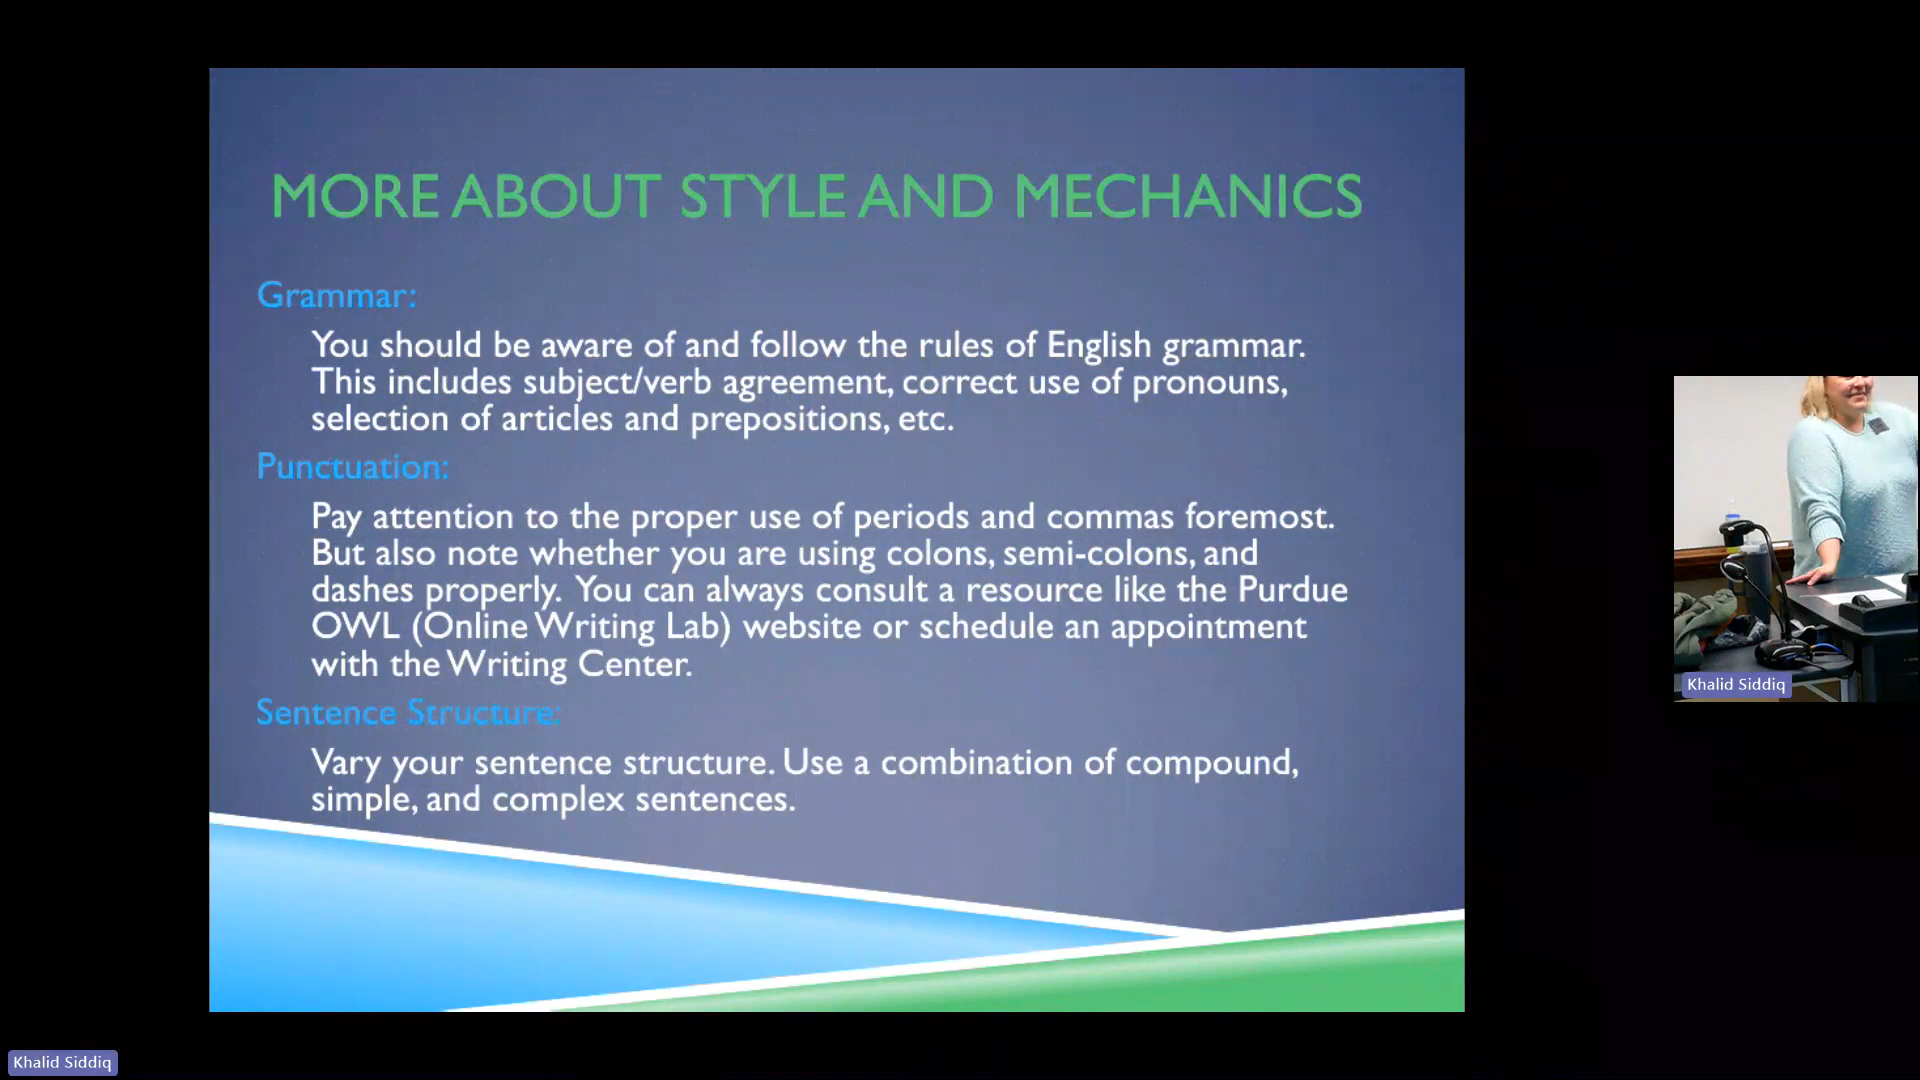 MORE ABOUT STYLE AND MECHANICS
Grammar:
You should be aware of and follow the rules of English grammar.
This includes subject/verb agreement, correct use of pronouns,
selection of articles and prepositions, etc.
Punctuation:
Pay attention to the proper use of periods and commas foremost.
But also note whether you are using colons, semi-colons, and
dashes properly. You can always consult a resource like the Purdue
OWL (Online Writing Lab) website or schedule an appointment
with the Writing Center.
Sentence Structure:
Vary your sentence structure. Use a combination of compound,
simple, and complex sentences.
Khalid Siddiq
Khalid Siddiq